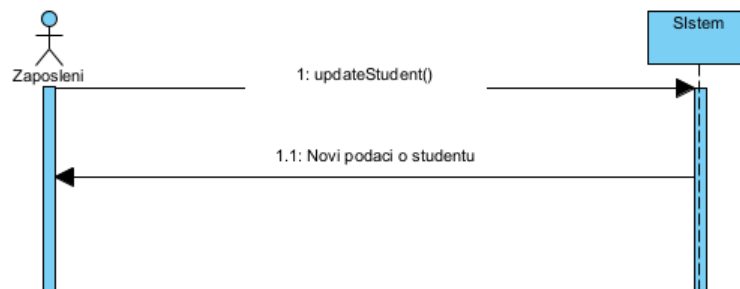 SIstem
Zaposleni
1: updateStudent()
1.1: Novi podaci o studentu